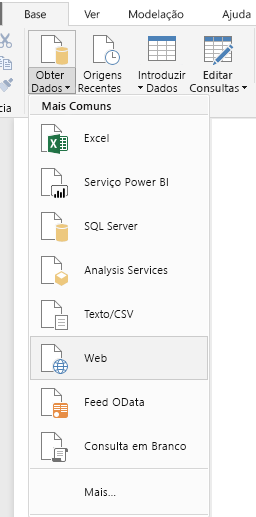 Base Ver Modelação Ajuda
Obter Dados
Origens Recentes
Introduzir Dados
Editar Consultas
cia
Mais Comuns
Excel
Serviço Power BI
SQL Server
Analysis Services
Texto/CSV
Web
Feed OData
Consulta em Branco
Mais...